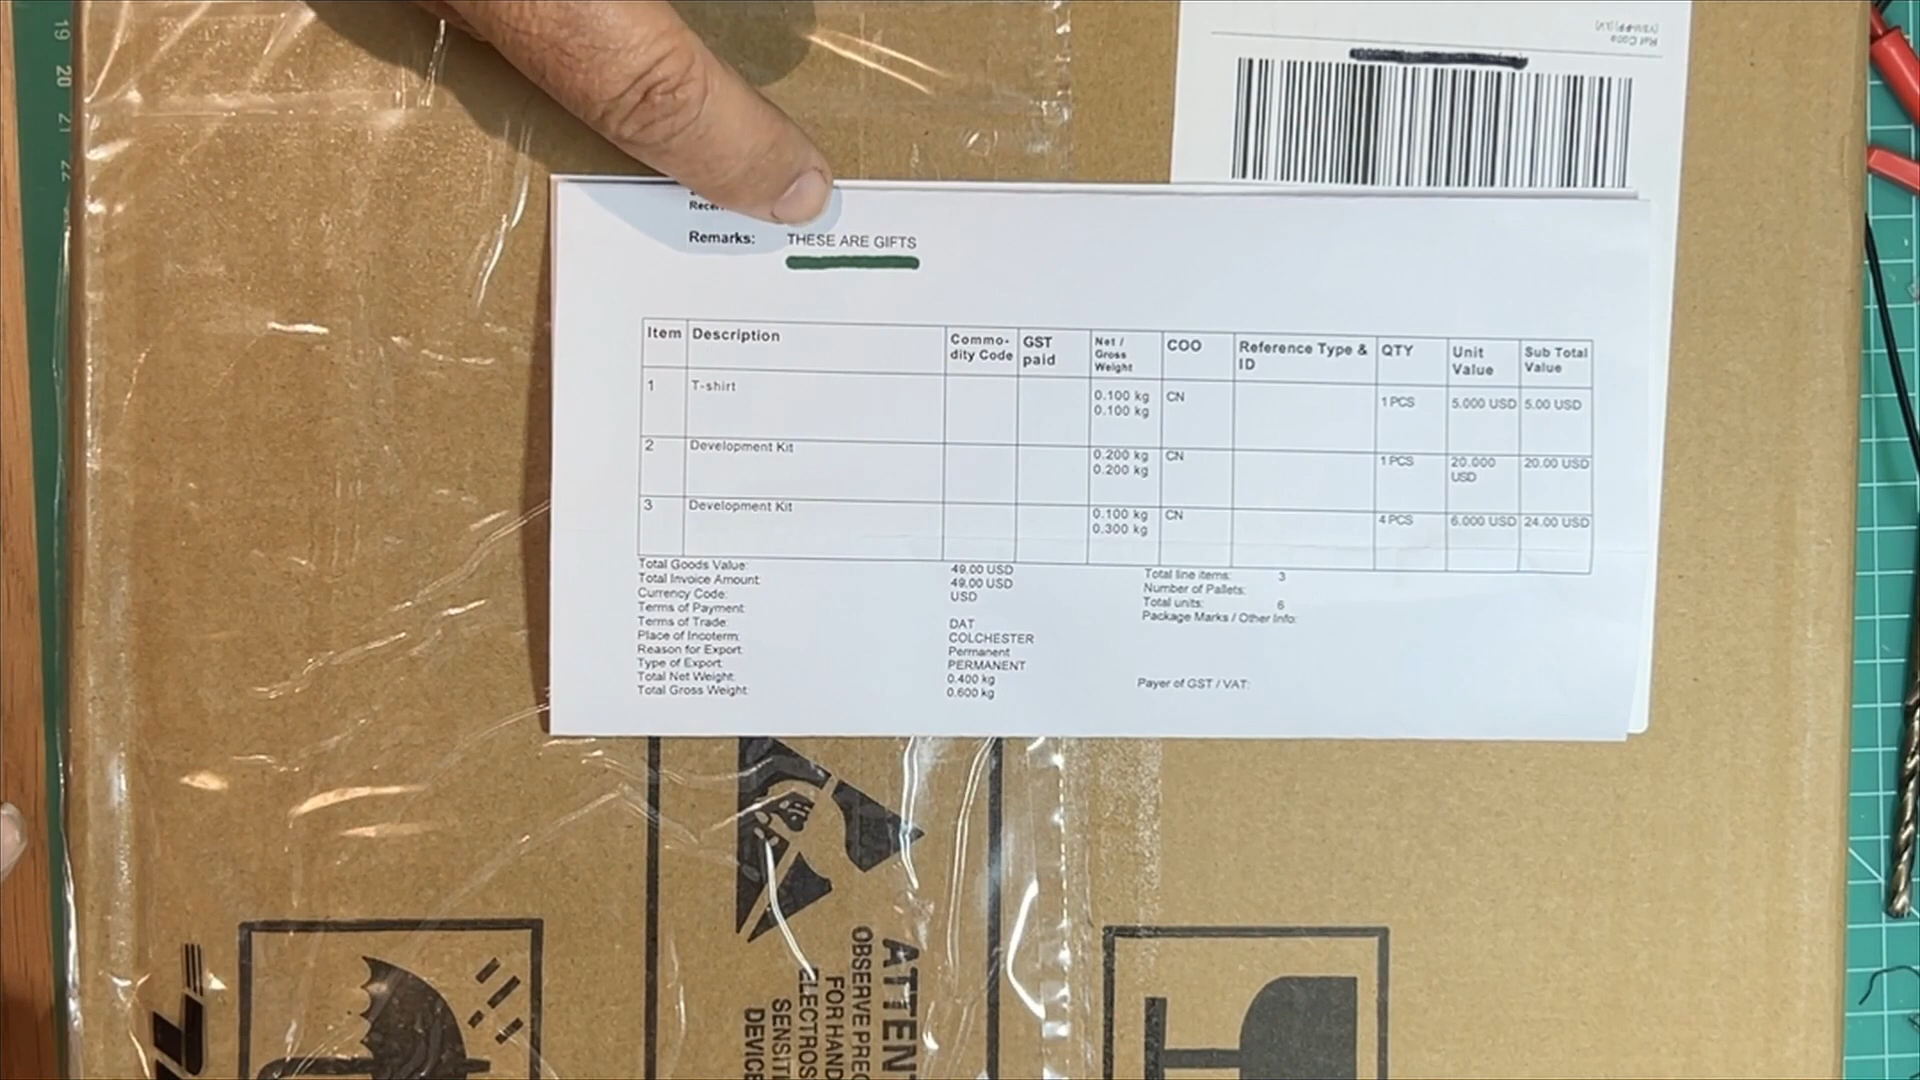 19
20
21
22
Ref Code
Remarks: THESE ARE GIFTS
Item Description Commo-dity Code GST paid Net / Gross Weight COO Reference Type & ID QTY Unit Value Sub Total Value
1 T-shirt 0.100 kg 0.100 kg CN 1 PCS 5.000 USD 5.00 USD
2 Development Kit 0.200 kg 0.200 kg CN 1 PCS 20.000 USD 20.00 USD
3 Development Kit 0.100 kg 0.300 kg CN 4 PCS 6.000 USD 24.00 USD
Total Goods Value: 49.00 USD Total line items: 3
Total Invoice Amount: 49.00 USD Number of Pallets:
Currency Code: USD Total units: 6
Terms of Payment: Package Marks / Other Info:
Terms of Trade: DAT
Place of Incoterm: COLCHESTER
Reason for Export: Permanent
Type of Export: PERMANENT
Total Net Weight: 0.400 kg Payer of GST / VAT:
Total Gross Weight: 0.600 kg
OBSERVE
FOR